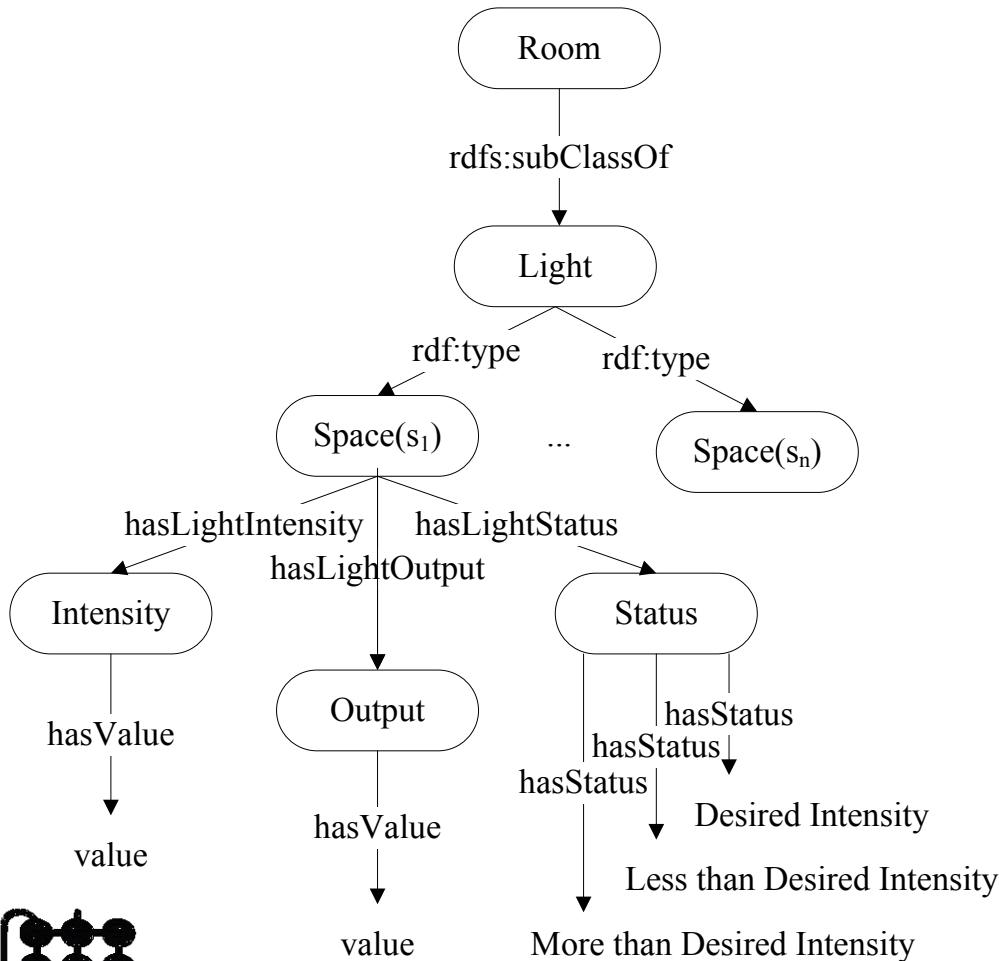 Room
rdfs:subClassOf
Light
rdf:type
rdf:type
Space(s₁)
...
Space(sₙ)
hasLightIntensity
hasLightStatus
hasLightOutput
Intensity
Status
Output
hasValue
hasStatus
hasStatus
hasStatus
Desired Intensity
hasValue
value
Less than Desired Intensity
value
More than Desired Intensity